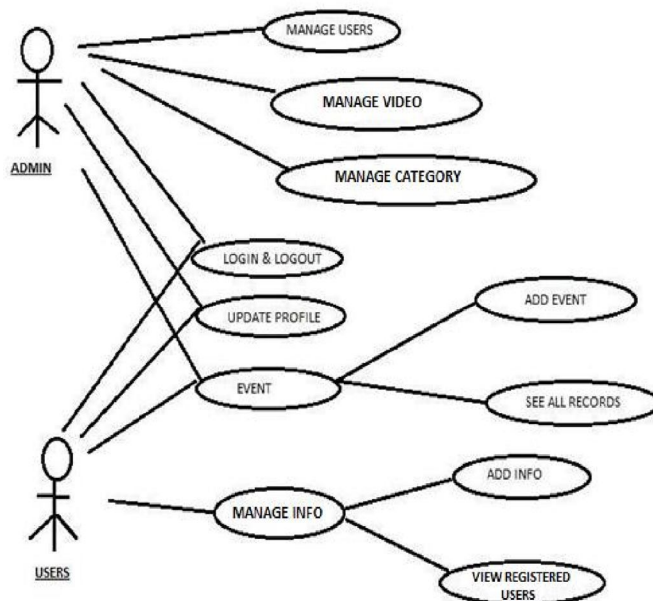 MANAGE USERS
MANAGE VIDEO
ADMIN
MANAGE CATEGORY
LOGIN & LOGOUT
ADD EVENT
UPDATE PROFILE
EVENT
SEE ALL RECORDS
ADD INFO
MANAGE INFO
USERS
VIEW REGISTERED
USERS